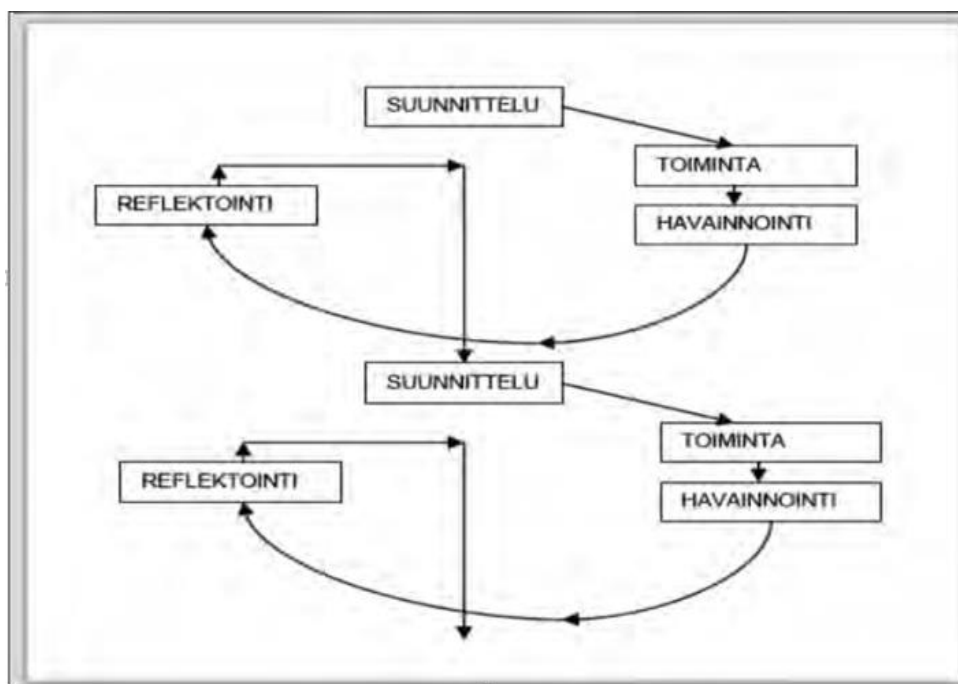 SUUNNITTELU
TOIMINTA
HAVAINNOINTI
REFLEKTOINTI
SUUNNITTELU
TOIMINTA
HAVAINNOINTI
REFLEKTOINTI